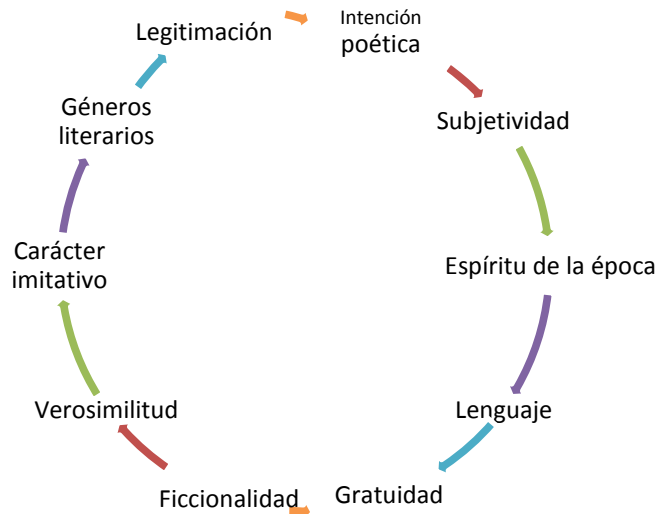 Intención
poética
Subjetividad
Espíritu de la época
Lenguaje
Gratuidad
Ficcionalidad
Verosimilitud
Carácter
imitativo
Géneros
literarios
Legitimación